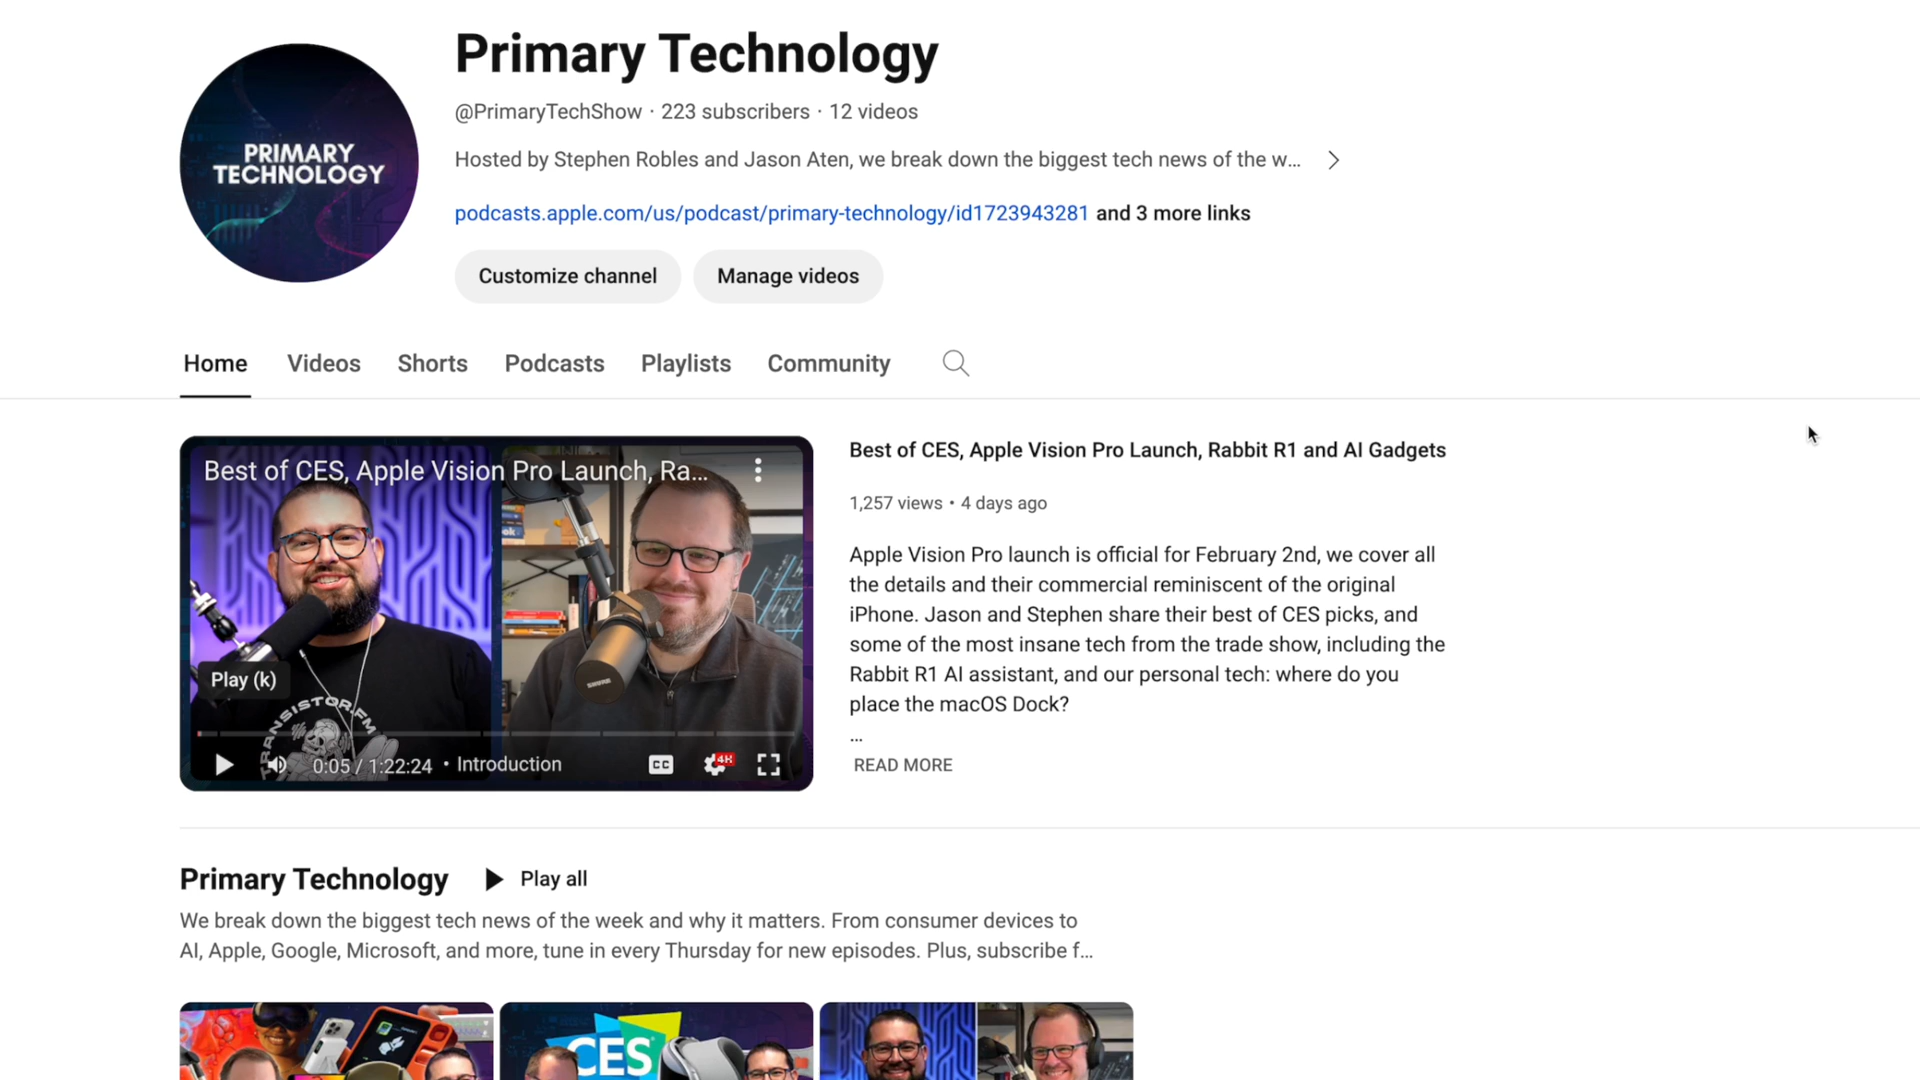 Primary Technology
@PrimaryTechShow · 223 subscribers · 12 videos
Hosted by Stephen Robles and Jason Aten, we break down the biggest tech news of the w...
podcasts.apple.com/us/podcast/primary-technology/id1723943281 and 3 more links
Customize channel
Manage videos
PRIMARY
TECHNOLOGY
Home
Videos
Shorts
Podcasts
Playlists
Community
Best of CES, Apple Vision Pro Launch, Ra...
Play (k)
TRANSISTOR.FM
SHURE
0:05 / 1:22:24 • Introduction
CC
4K
Best of CES, Apple Vision Pro Launch, Rabbit R1 and AI Gadgets
1,257 views • 4 days ago
Apple Vision Pro launch is official for February 2nd, we cover all
the details and their commercial reminiscent of the original
iPhone. Jason and Stephen share their best of CES picks, and
some of the most insane tech from the trade show, including the
Rabbit R1 AI assistant, and our personal tech: where do you
place the macOS Dock?
...
READ MORE
Primary Technology
Play all
We break down the biggest tech news of the week and why it matters. From consumer devices to
AI, Apple, Google, Microsoft, and more, tune in every Thursday for new episodes. Plus, subscribe f...
CES